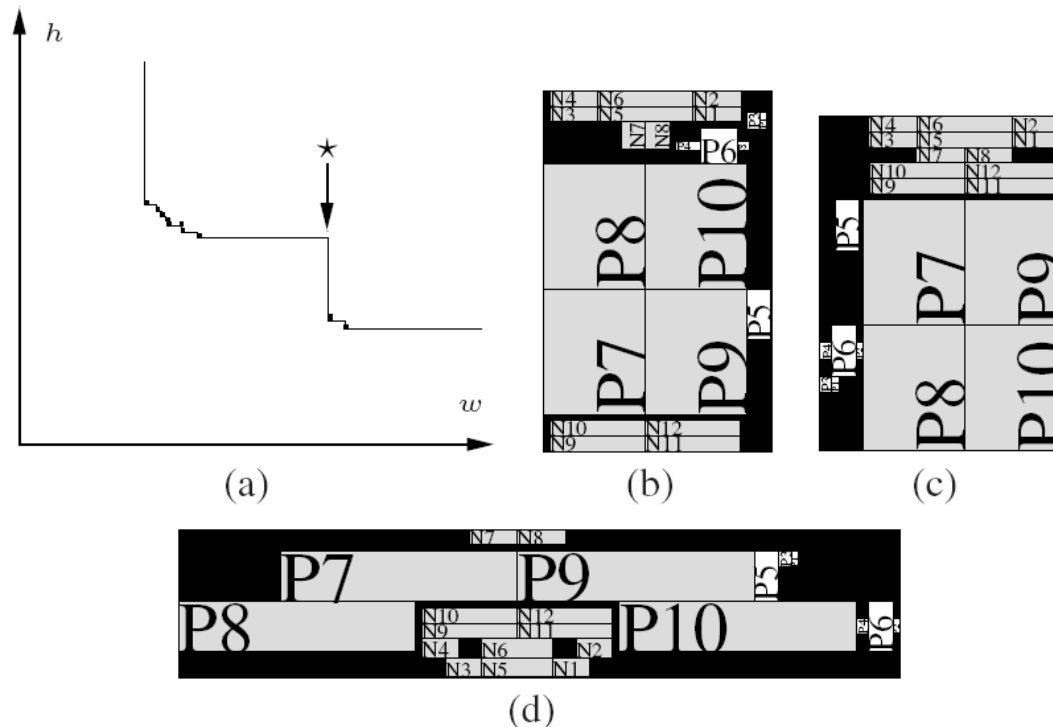 h
★
w
(a)
N4 N6 N2
N3 N5 N1
P3
N7 N8
P4 P6
P8 P10
P7 P9 P5
N10 N12
N9 N11
(b)
N4 N6 N2
N3 N5 N1
N7 N8
N10 N12
N9 N11
P5 P7 P9
P4 P6
P3
P8 P10
(c)
N7 N8
P7 P9 P5 P3
P8 P10 P4 P6
N10 N12
N9 N11
N4 N6 N2
N3 N5 N1
(d)